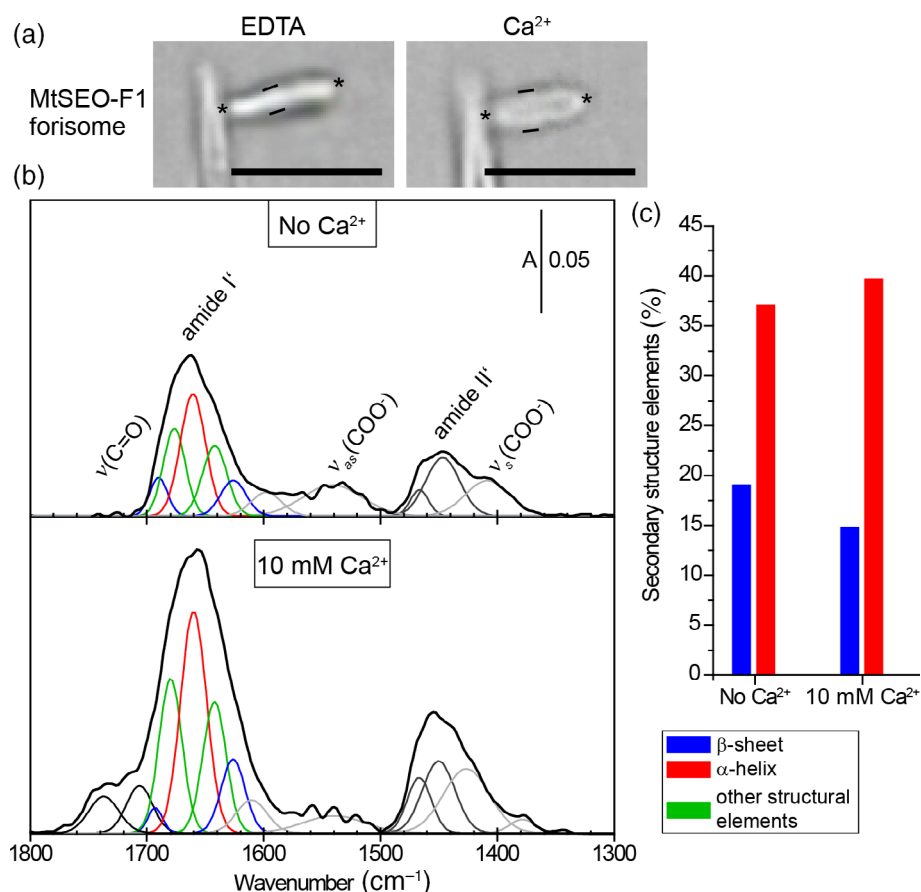 (a)
EDTA
Ca²⁺
MtSEO-F1
forisome
* *
* *
(b)
No Ca²⁺
A 0.05
ν(C=O)
amide I‘
ν as(COO⁻)
amide II‘
ν s(COO⁻)
10 mM Ca²⁺
1800 1700 1600 1500 1400 1300
Wavenumber (cm⁻¹)
(c)
Secondary structure elements (%)
45
40
35
30
25
20
15
10
5
0
No Ca²⁺ 10 mM Ca²⁺
β-sheet
α-helix
other structural
elements